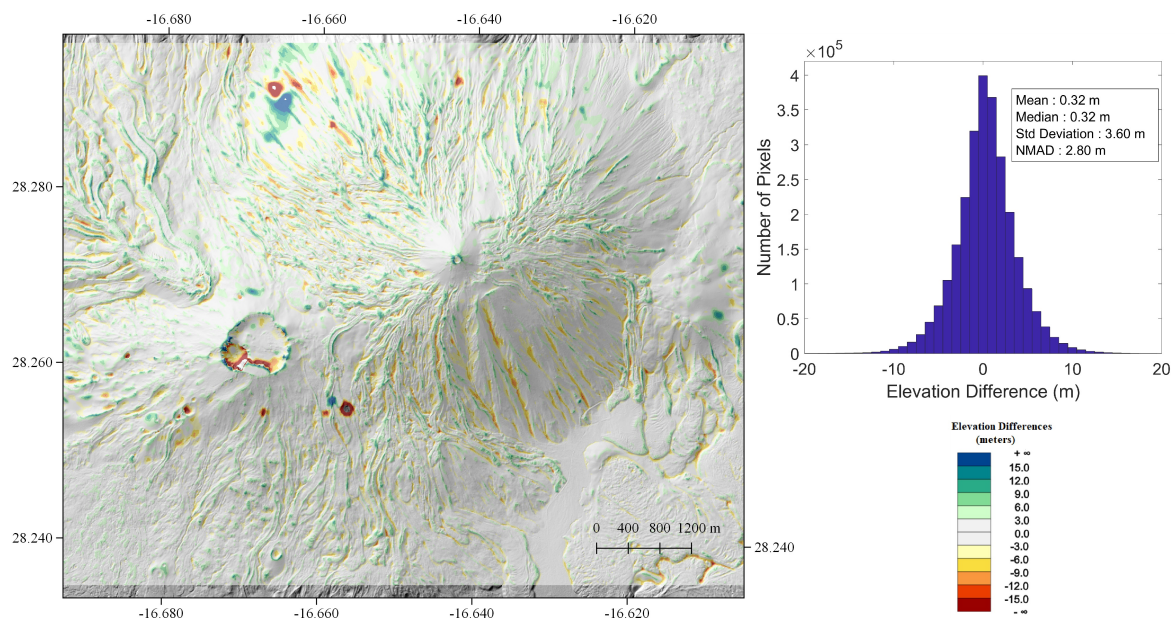 -16.680 -16.660 -16.640 -16.620
28.280
28.260
28.240
28.240
0 400 800 1200 m
-16.680 -16.660 -16.640 -16.620
×10⁵
4
3.5
3
2.5
2
1.5
1
0.5
0
Number of Pixels
Mean : 0.32 m
Median : 0.32 m
Std Deviation : 3.60 m
NMAD : 2.80 m
-20 -10 0 10 20
Elevation Difference (m)
Elevation Differences
(meters)
+ ∞
15.0
12.0
9.0
6.0
3.0
0.0
-3.0
-6.0
-9.0
-12.0
-15.0
- ∞